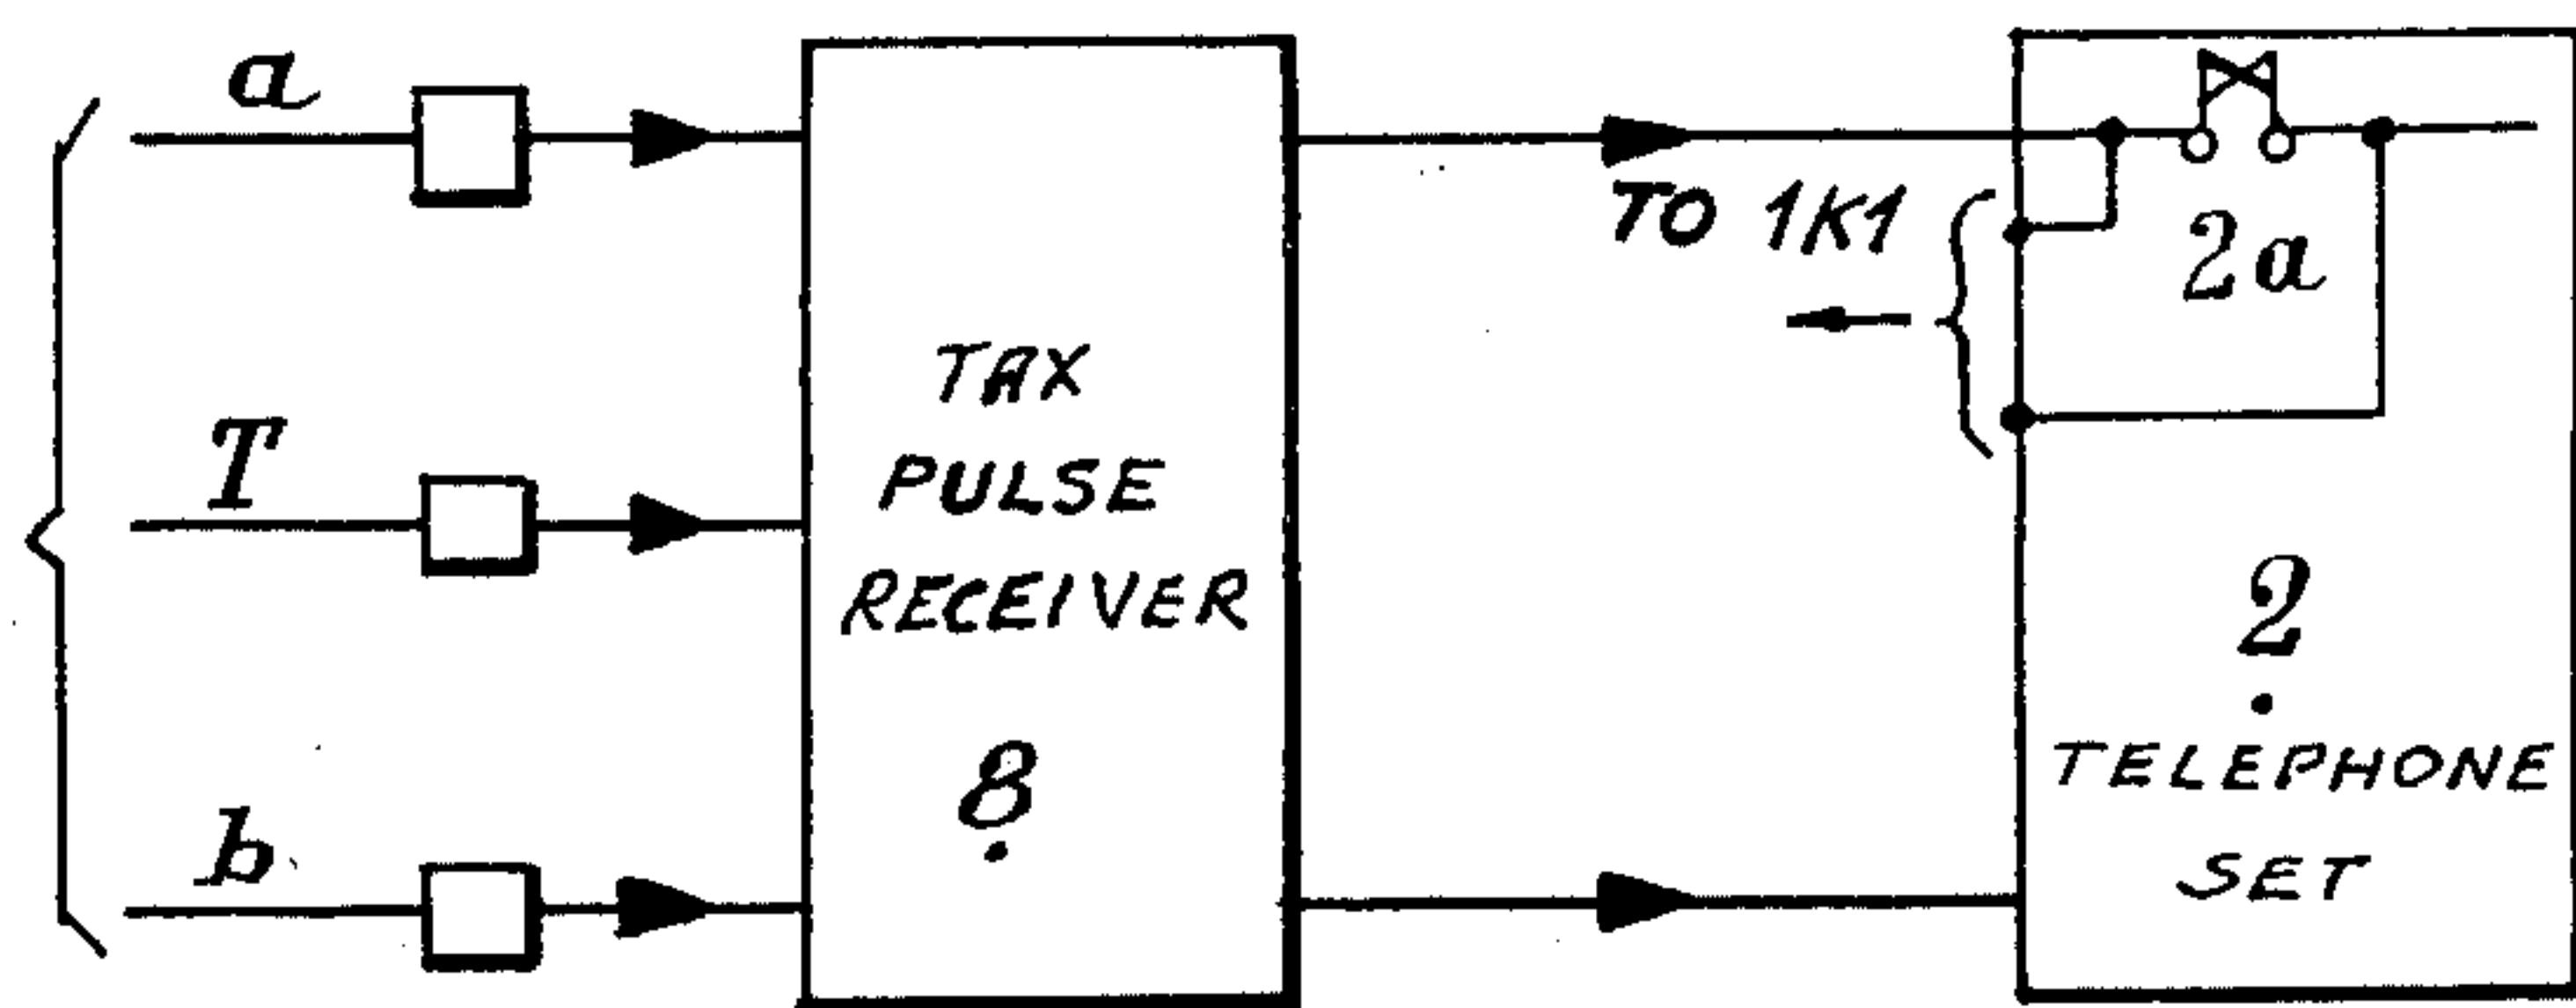 a
T
b
TAX
PULSE
RECEIVER
8
TO 1K1
2a
2
TELEPHONE
SET